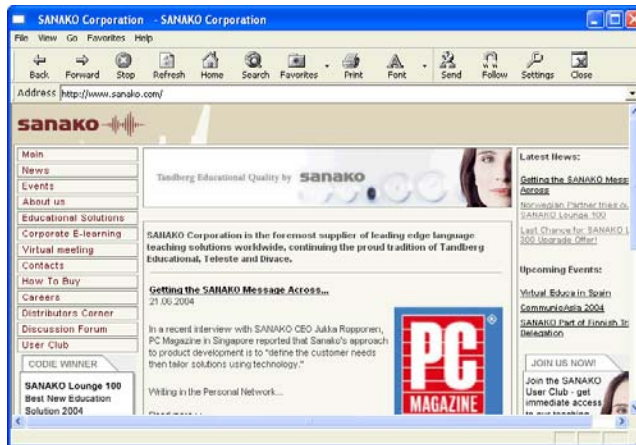 SANAKO Corporation - SANAKO Corporation
File View Go Favorites Help
Back Forward Stop Refresh Home Search Favorites Print Font Send Follow Settings Close
Address http://www.sanako.com/
sanako
Main
News
Events
About us
Educational Solutions
Corporate E-learning
Virtual meeting
Contacts
How To Buy
Careers
Distributors Corner
Discussion Forum
User Club
CODIE WINNER
SANAKO Lounge 100
Best New Education
Solution 2004
Tandberg Educational Quality by sanako
SANAKO Corporation is the foremost supplier of leading edge language
teaching solutions worldwide, continuing the proud tradition of Tandberg
Educational, Teleste and Divace.
Getting the SANAKO Message Across...
21.06.2004
In a recent interview with SANAKO CEO Jukka Ropponen,
PC Magazine in Singapore reported that Sanako's approach
to product development is to "define the customer needs
then tailor solutions using technology."
Writing in the Personal Network...
PC
MAGAZINE
Latest News:
Getting the SANAKO Mess
Across
Norwegian Partner tries ou
SANAKO Lounge 100
Last Chance for SANAKO L
300 Upgrade Offer!
Upcoming Events:
Virtual Educa in Spain
CommunicAsia 2004
SANAKO Part of Finnish Tr
Delegation
JOIN US NOW!
Join the SANAKO
User Club - get
immediate access
to our teaching